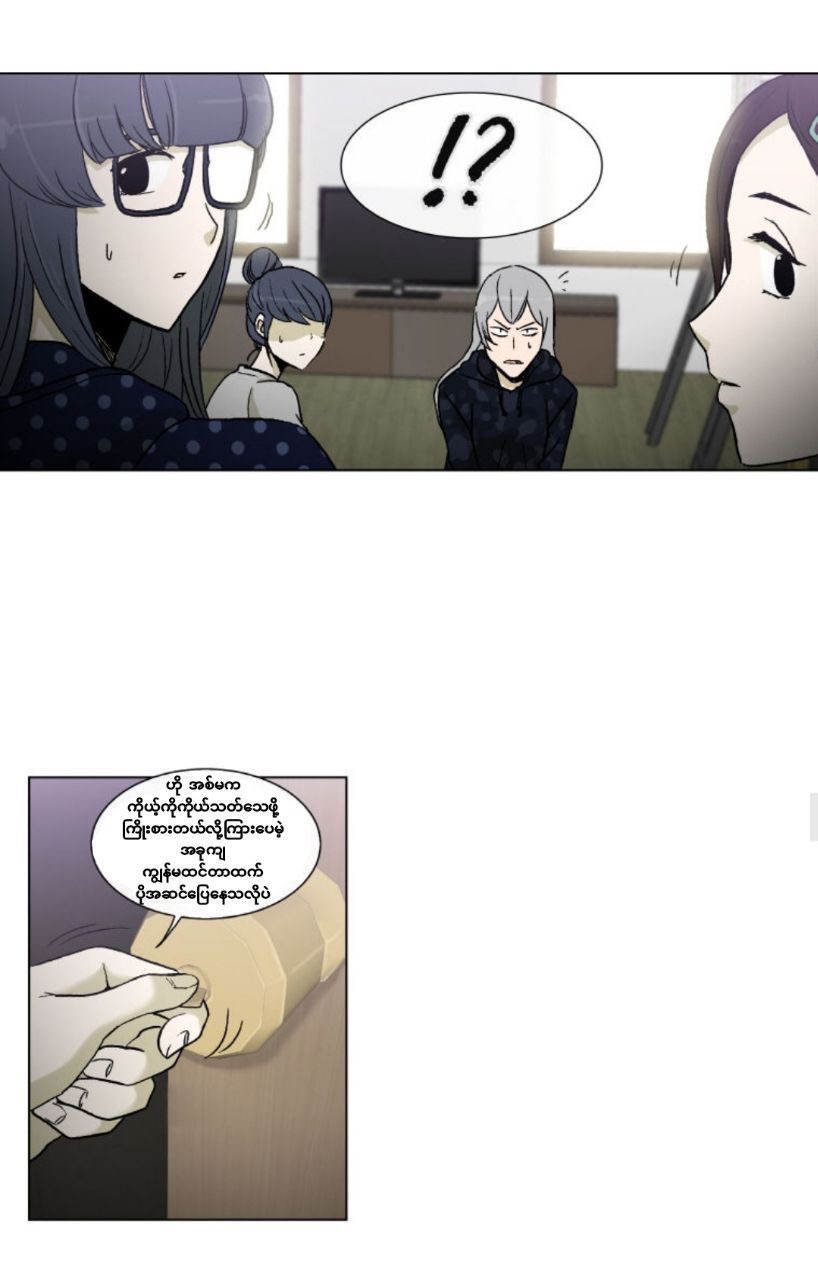 !?
ဟို အစ်မက
ကိုယ့်ကိုကိုယ်သတ်သေဖို့
ကြိုးစားတယ်လို့ကြားပေမဲ့
အခုကျ
ကျွန်မထင်တာထက်
ပိုအဆင်ပြေနေသလိုပဲ